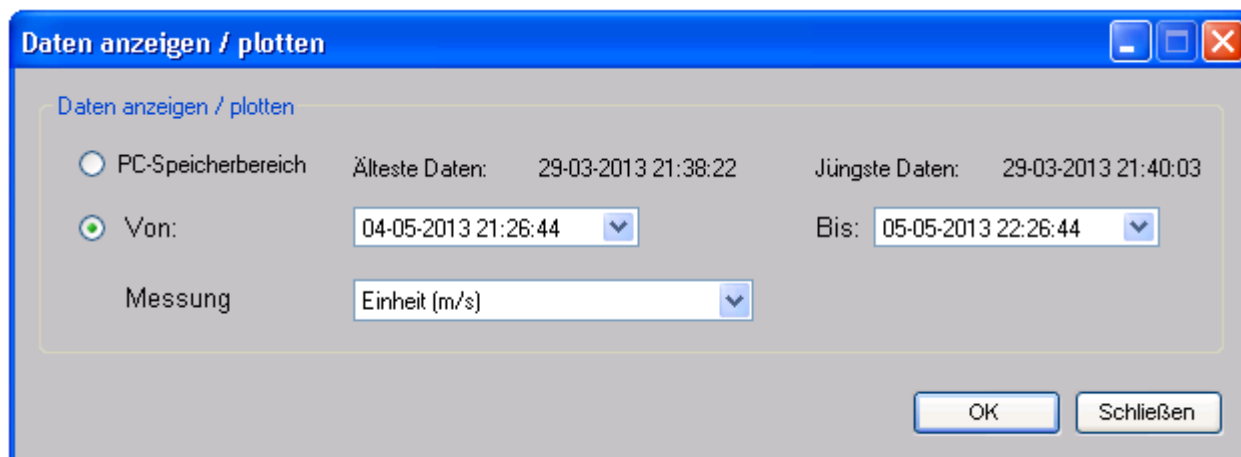 Daten anzeigen / plotten
Daten anzeigen / plotten
PC-Speicherbereich Älteste Daten: 29-03-2013 21:38:22 Jüngste Daten: 29-03-2013 21:40:03
Von: 04-05-2013 21:26:44 Bis: 05-05-2013 22:26:44
Messung Einheit (m/s)
OK Schließen